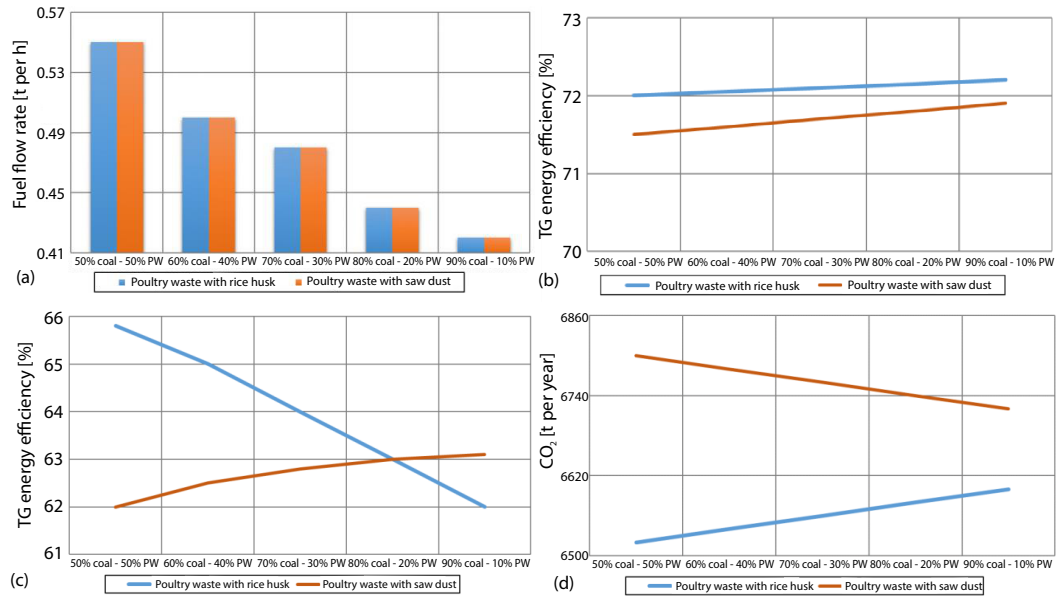 Fuel flow rate [t per h]
0.57
0.53
0.49
0.45
0.41
50% coal - 50% PW 60% coal - 40% PW 70% coal - 30% PW 80% coal - 20% PW 90% coal - 10% PW
(a)
Poultry waste with rice husk Poultry waste with saw dust
TG energy efficiency [%]
73
72
71
70
50% coal - 50% PW 60% coal - 40% PW 70% coal - 30% PW 80% coal - 20% PW 90% coal - 10% PW
(b)
Poultry waste with rice husk Poultry waste with saw dust
TG energy efficiency [%]
66
65
64
63
62
61
50% coal - 50% PW 60% coal - 40% PW 70% coal - 30% PW 80% coal - 20% PW 90% coal - 10% PW
(c)
Poultry waste with rice husk Poultry waste with saw dust
CO₂ [t per year]
6860
6740
6620
6500
50% coal - 50% PW 60% coal - 40% PW 70% coal - 30% PW 80% coal - 20% PW 90% coal - 10% PW
(d)
Poultry waste with rice husk Poultry waste with saw dust